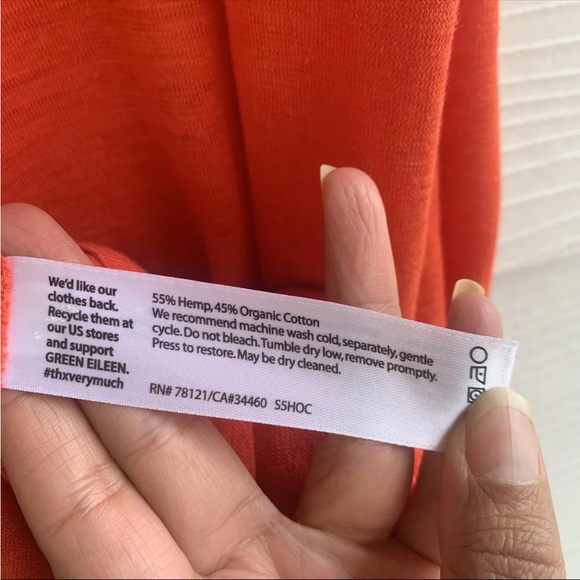 We'd like our
clothes back.
Recycle them at
our US stores
and support
GREEN EILEEN.
#thxverymuch
55% Hemp, 45% Organic Cotton
We recommend machine wash cold, separately, gentle
cycle. Do not bleach. Tumble dry low, remove promptly.
Press to restore. May be dry cleaned.
RN# 78121/CA#34460 S5HOC